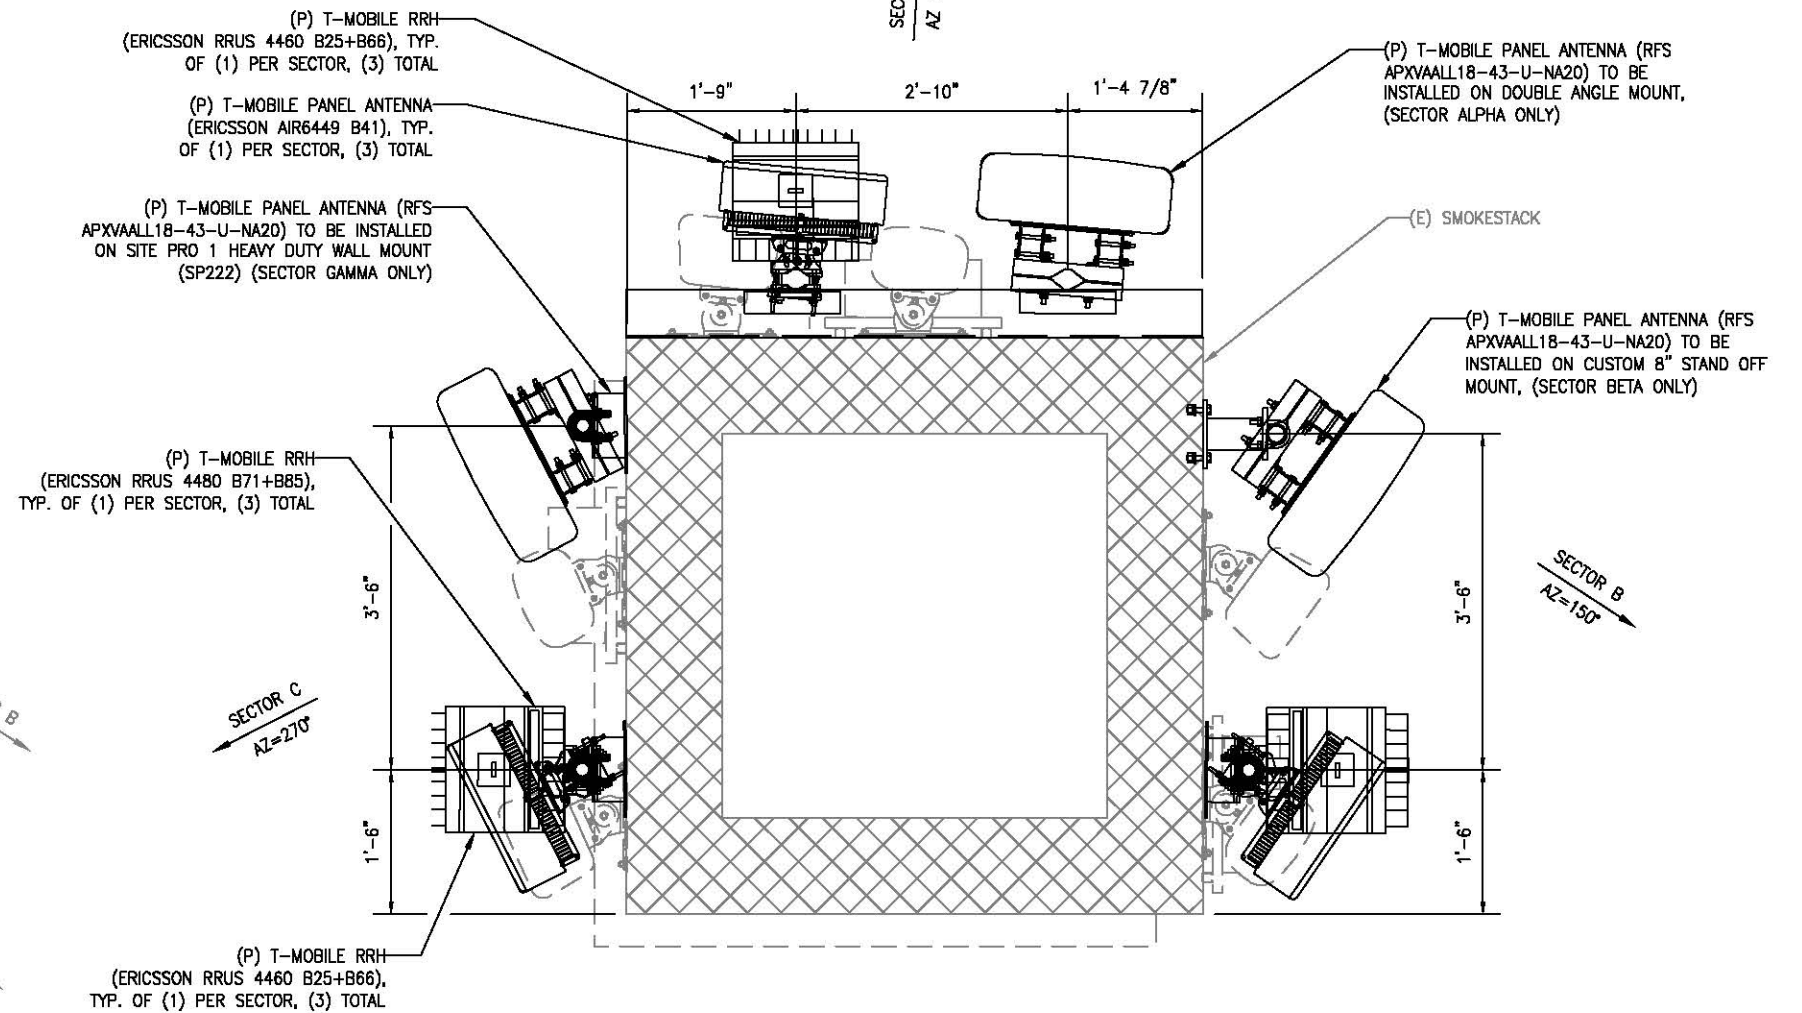 (P) T-MOBILE RRH
(ERICSSON RRUS 4460 B25+B66), TYP.
OF (1) PER SECTOR, (3) TOTAL
(P) T-MOBILE PANEL ANTENNA
(ERICSSON AIR6449 B41), TYP.
OF (1) PER SECTOR, (3) TOTAL
(P) T-MOBILE PANEL ANTENNA (RFS
APXVAALL18-43-U-NA20) TO BE INSTALLED
ON SITE PRO 1 HEAVY DUTY WALL MOUNT
(SP222) (SECTOR GAMMA ONLY)
SEC
AZ
1'-9"
2'-10"
1'-4 7/8"
(P) T-MOBILE PANEL ANTENNA (RFS
APXVAALL18-43-U-NA20) TO BE
INSTALLED ON DOUBLE ANGLE MOUNT,
(SECTOR ALPHA ONLY)
(E) SMOKESTACK
(P) T-MOBILE PANEL ANTENNA (RFS
APXVAALL18-43-U-NA20) TO BE
INSTALLED ON CUSTOM 8" STAND OFF
MOUNT, (SECTOR BETA ONLY)
(P) T-MOBILE RRH
(ERICSSON RRUS 4480 B71+B85),
TYP. OF (1) PER SECTOR, (3) TOTAL
3'-6"
3'-6"
SECTOR B
AZ=150°
SECTOR C
AZ=270°
B
1'-6"
1'-6"
(P) T-MOBILE RRH
(ERICSSON RRUS 4460 B25+B66),
TYP. OF (1) PER SECTOR, (3) TOTAL